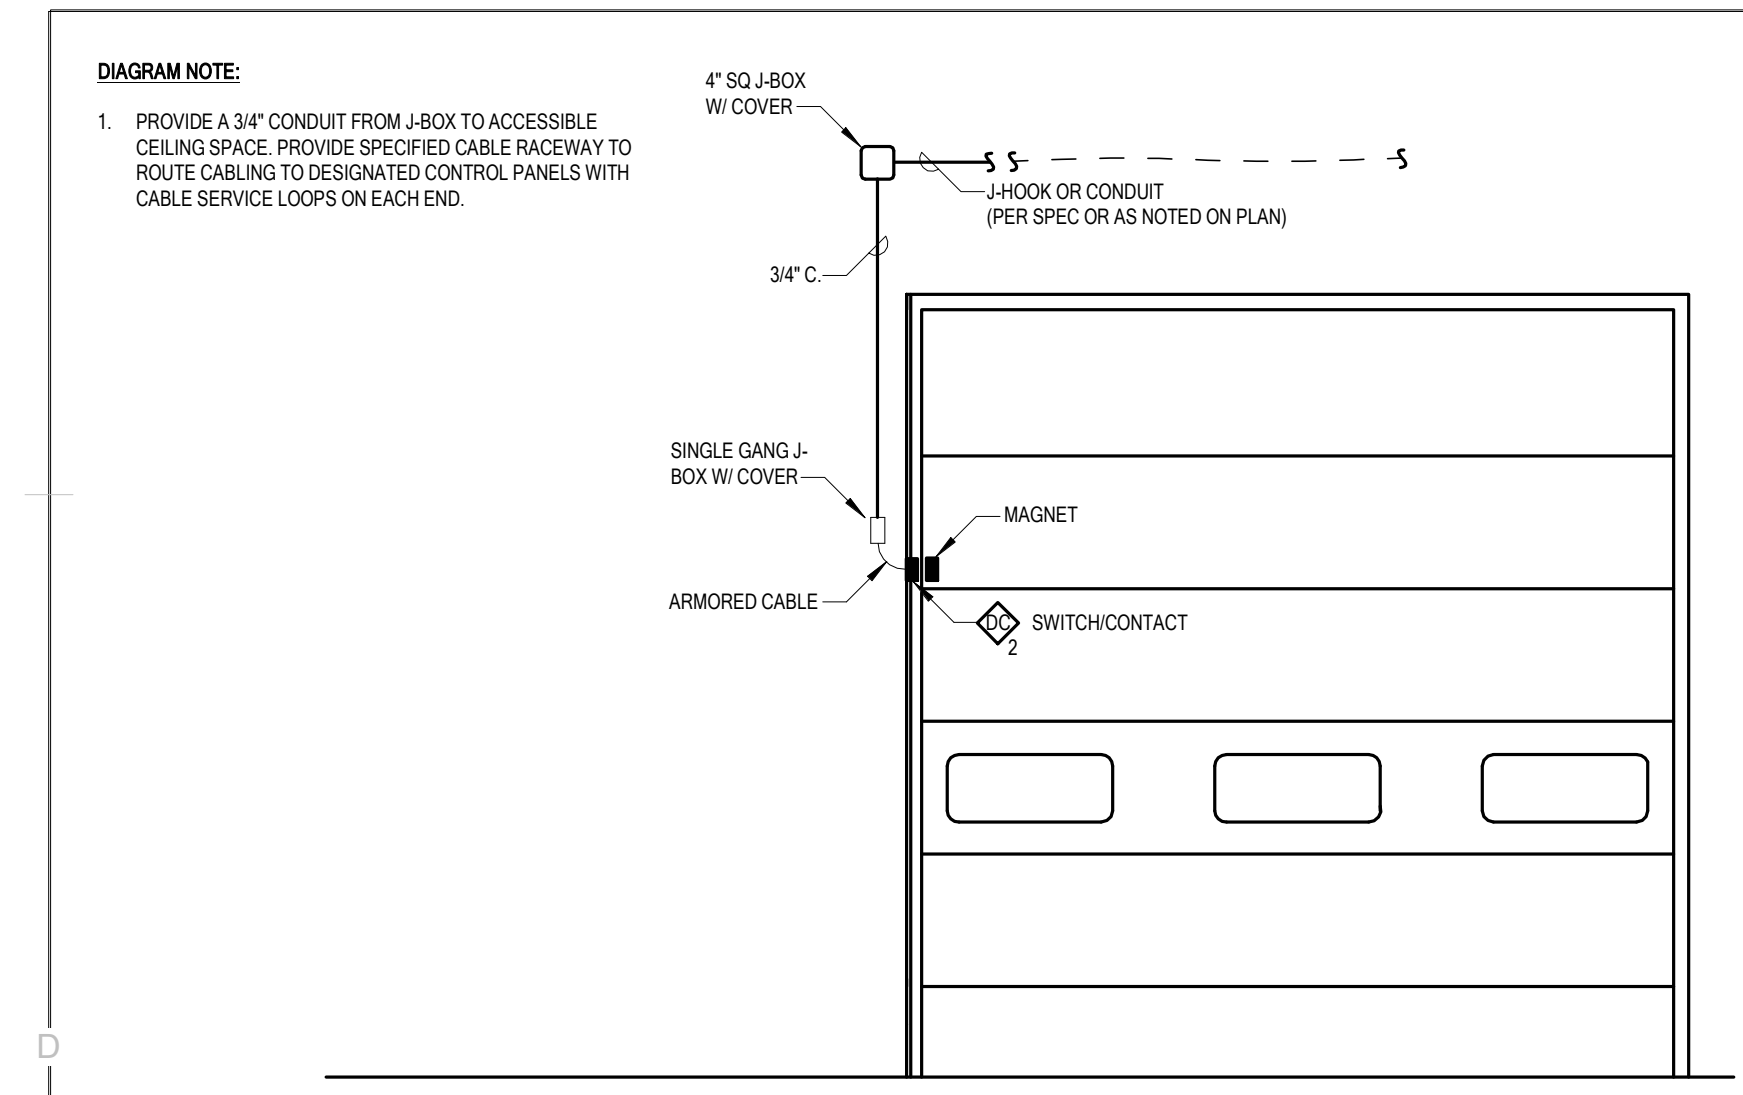 DIAGRAM NOTE:
1. PROVIDE A 3/4" CONDUIT FROM J-BOX TO ACCESSIBLE
CEILING SPACE. PROVIDE SPECIFIED CABLE RACEWAY TO
ROUTE CABLING TO DESIGNATED CONTROL PANELS WITH
CABLE SERVICE LOOPS ON EACH END.
4" SQ J-BOX
W/ COVER
J-HOOK OR CONDUIT
(PER SPEC OR AS NOTED ON PLAN)
3/4" C.
SINGLE GANG J-
BOX W/ COVER
MAGNET
ARMORED CABLE
DC SWITCH/CONTACT
2
D